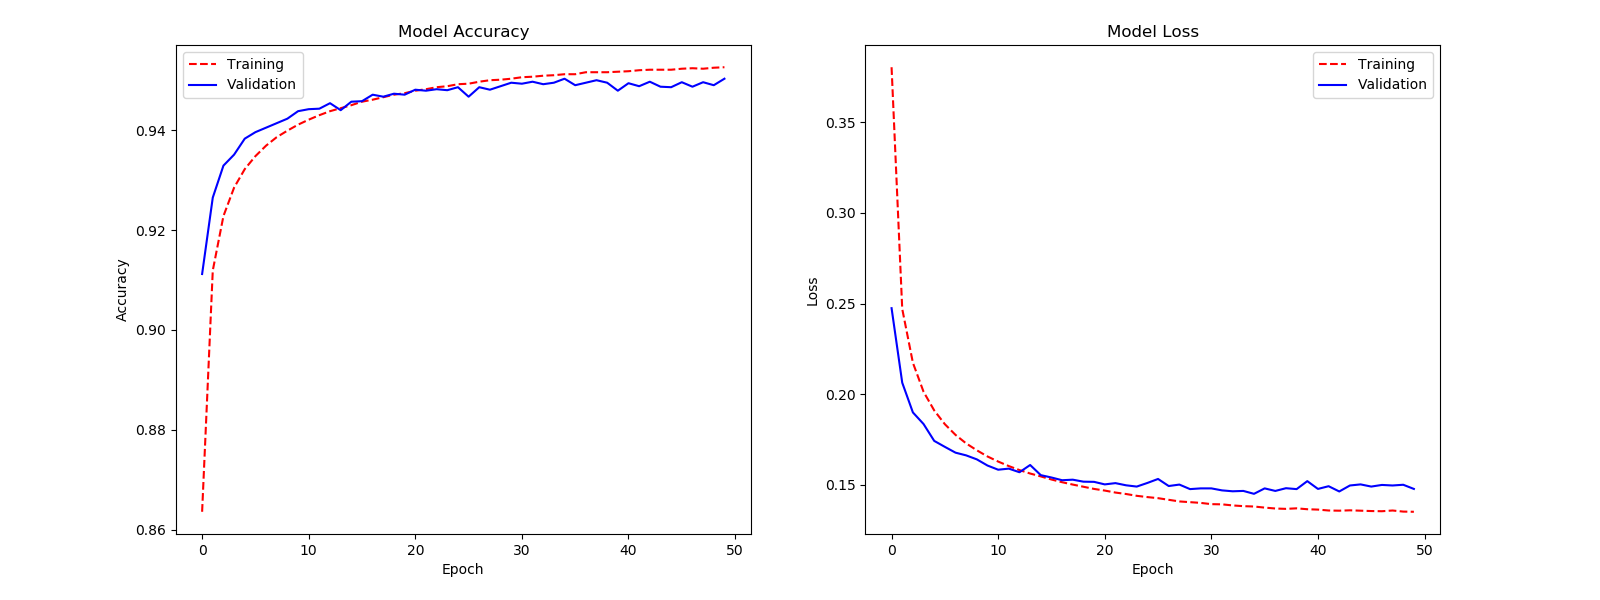 Model Accuracy
Training
Validation
0.94
0.92
0.90
0.88
0.86
Accuracy
0 10 20 30 40 50
Epoch
Model Loss
Training
Validation
0.35
0.30
0.25
0.20
0.15
Loss
0 10 20 30 40 50
Epoch